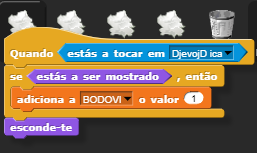 Quando estás a tocar em DjevojD ica
se estás a ser mostrado , então
adiciona a BODOVI o valor 1
esconde-te